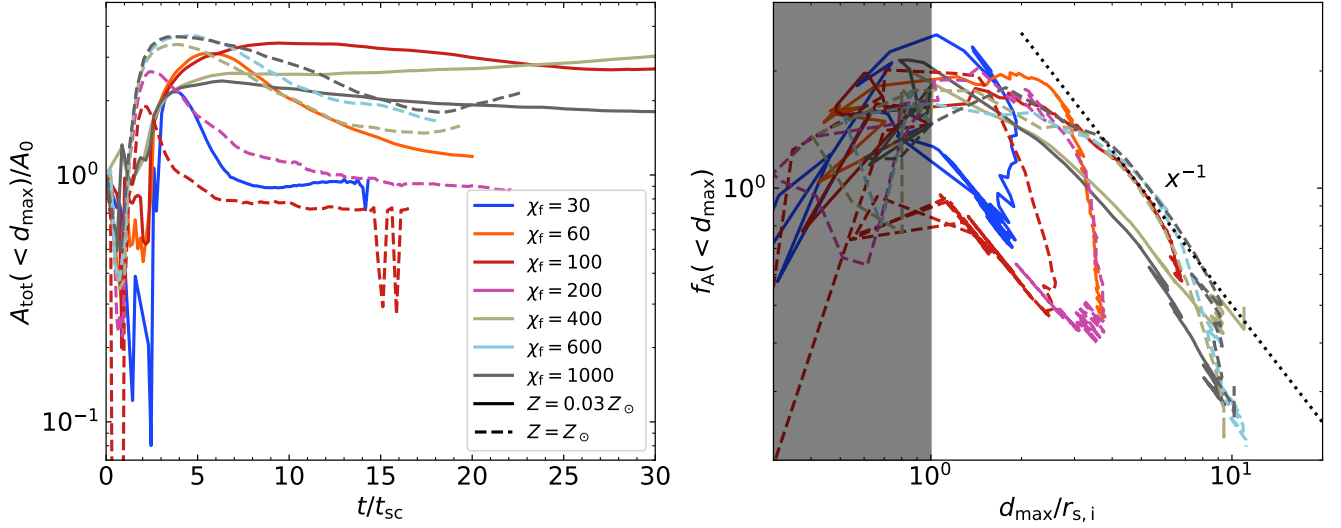 A_tot(< d_max)/A_0
10^0
10^−1
χ_f = 30
χ_f = 60
χ_f = 100
χ_f = 200
χ_f = 400
χ_f = 600
χ_f = 1000
Z = 0.03 Z_⊙
Z = Z_⊙
0 5 10 15 20 25 30
t/t_sc
f_A(< d_max)
10^0
x^−1
10^0 10^1
d_max/r_s,i